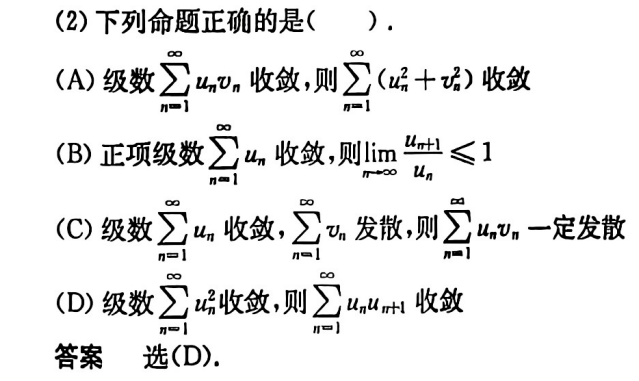 (2) 下列命题正确的是(　　).
(A) 级数 $\sum_{n=1}^{\infty} u_n v_n$ 收敛,则 $\sum_{n=1}^{\infty} (u_n^2 + v_n^2)$ 收敛
(B) 正项级数 $\sum_{n=1}^{\infty} u_n$ 收敛,则 $\lim_{n \to \infty} \frac{u_{n+1}}{u_n} \leqslant 1$
(C) 级数 $\sum_{n=1}^{\infty} u_n$ 收敛, $\sum_{n=1}^{\infty} v_n$ 发散,则 $\sum_{n=1}^{\infty} u_n v_n$ 一定发散
(D) 级数 $\sum_{n=1}^{\infty} u_n^2$ 收敛,则 $\sum_{n=1}^{\infty} u_n u_{n+1}$ 收敛
答案　选(D).